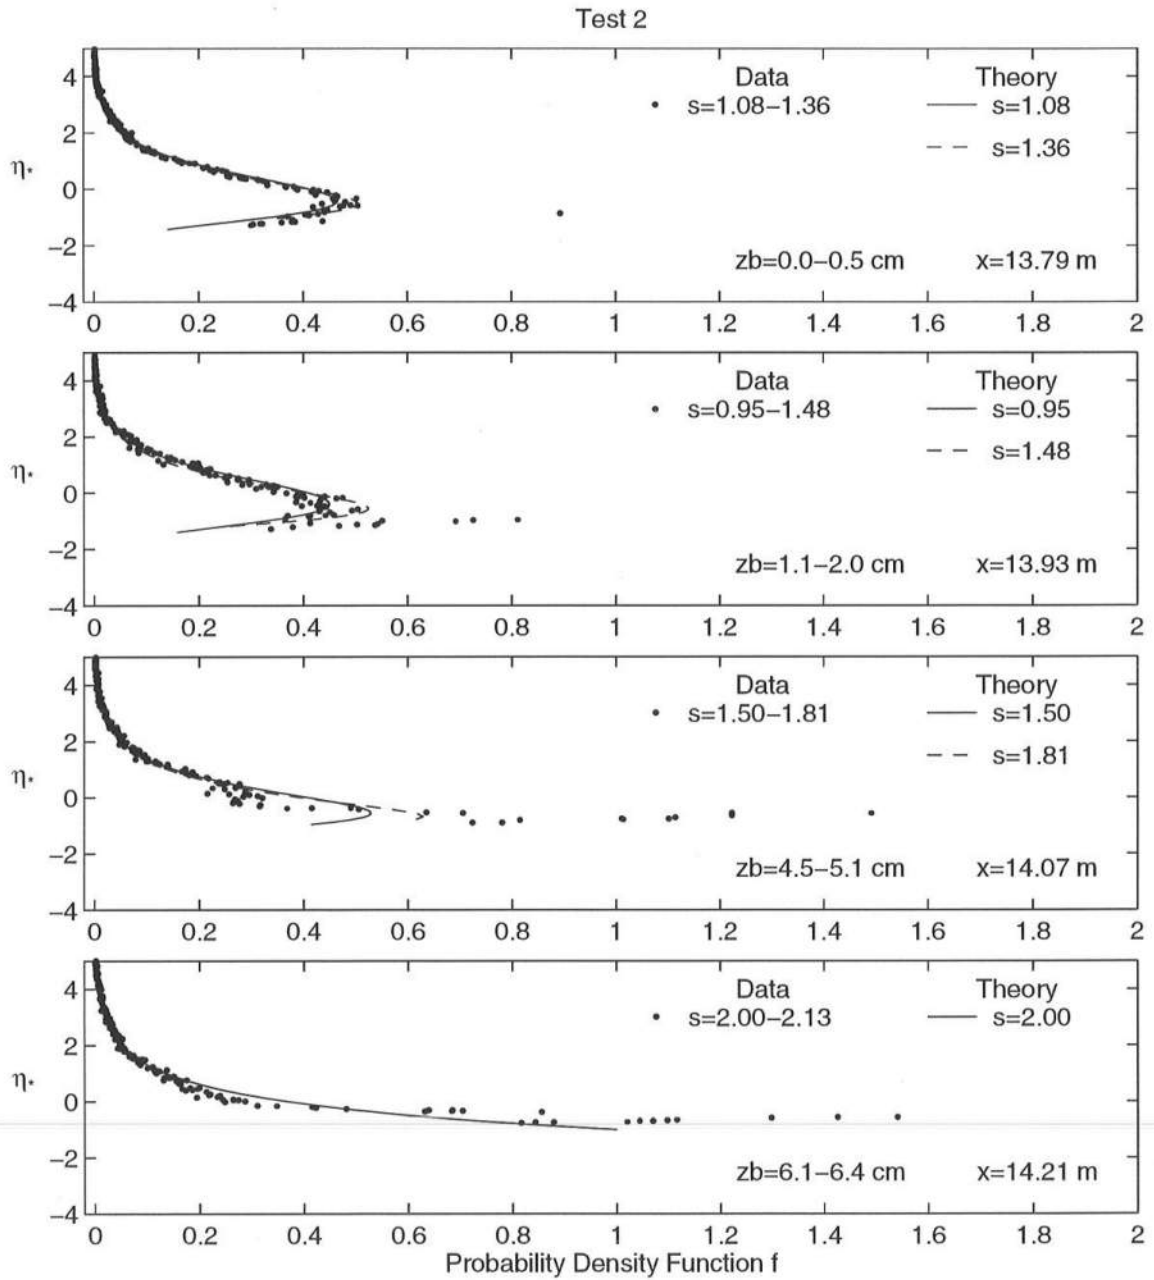 Test 2
Data Theory
s=1.08–1.36 s=1.08
s=1.36
4
2
η*
0
−2
−4
zb=0.0–0.5 cm x=13.79 m
0 0.2 0.4 0.6 0.8 1 1.2 1.4 1.6 1.8 2
Data Theory
s=0.95–1.48 s=0.95
s=1.48
4
2
η*
0
−2
−4
zb=1.1–2.0 cm x=13.93 m
0 0.2 0.4 0.6 0.8 1 1.2 1.4 1.6 1.8 2
Data Theory
s=1.50–1.81 s=1.50
s=1.81
4
2
η*
0
−2
−4
zb=4.5–5.1 cm x=14.07 m
0 0.2 0.4 0.6 0.8 1 1.2 1.4 1.6 1.8 2
Data Theory
s=2.00–2.13 s=2.00
4
2
η*
0
−2
−4
zb=6.1–6.4 cm x=14.21 m
0 0.2 0.4 0.6 0.8 1 1.2 1.4 1.6 1.8 2
Probability Density Function f